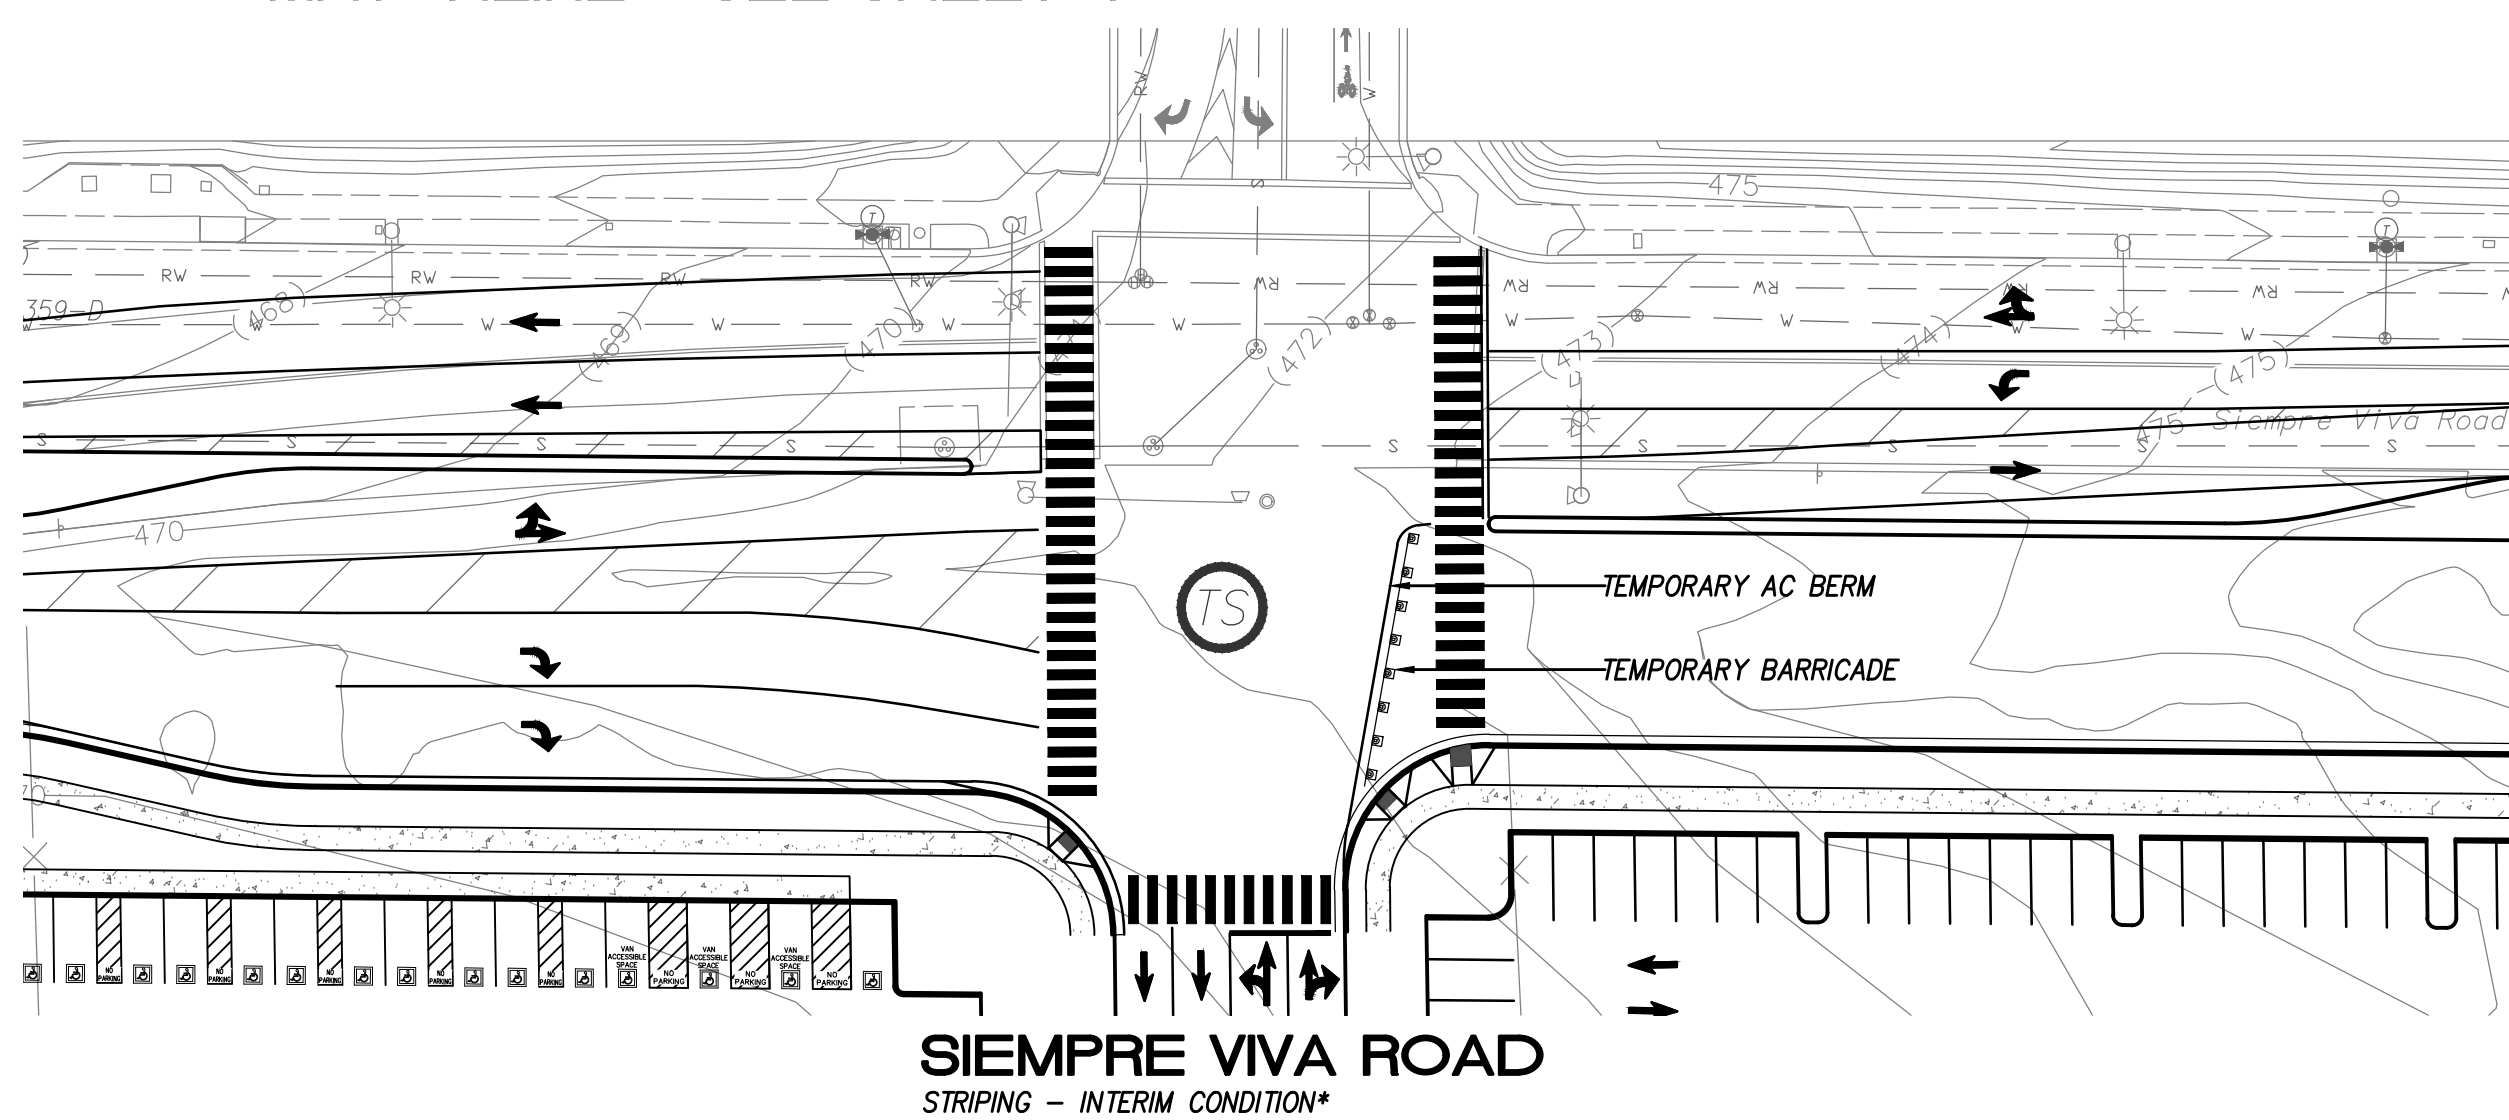 RW
W
S
475
RW
RW
RW
RW
RW
RW
RW
RW
RW
T
T
359-D
(468)
(469)
(470)
(472)
(473)
(474)
(475)
W
W
W
W
W
W
W
W
W
W
475
Siempre Viva Road
S
S
S
S
S
S
S
S
470
TEMPORARY AC BERM
TS
TEMPORARY BARRICADE
VAN ACCESSIBLE SPACE
VAN ACCESSIBLE SPACE
VAN ACCESSIBLE SPACE
NO PARKING
NO PARKING
NO PARKING
NO PARKING
NO PARKING
NO PARKING
NO PARKING
NO PARKING
SIEMPRE VIVA ROAD
STRIPING – INTERIM CONDITION*